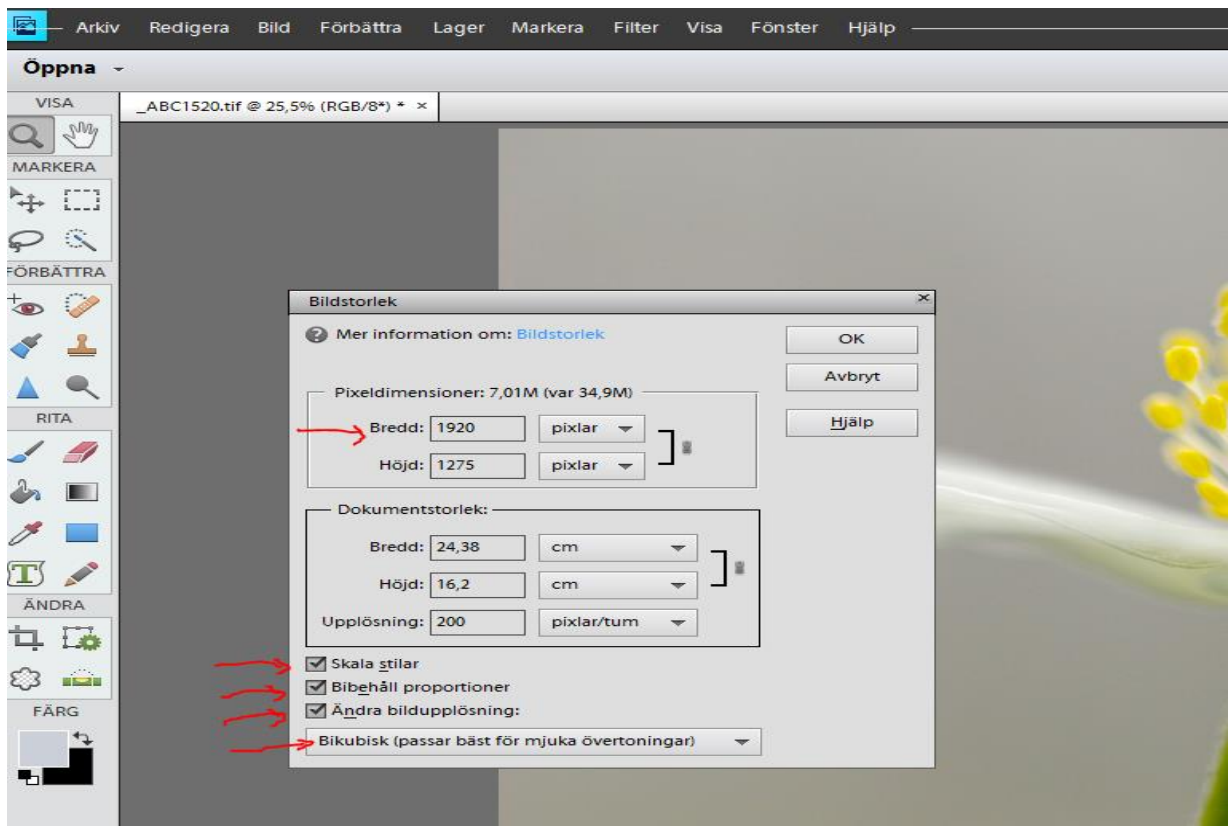 Arkiv Redigera Bild Förbättra Lager Markera Filter Visa Fönster Hjälp
Öppna
VISA
_ABC1520.tif @ 25,5% (RGB/8*) * ×
MARKERA
FÖRBÄTTRA
RITA
T
ÄNDRA
FÄRG
Bildstorlek ×
? Mer information om: Bildstorlek
OK
Avbryt
Hjälp
Pixeldimensioner: 7,01M (var 34,9M)
Bredd: 1920 pixlar
Höjd: 1275 pixlar
Dokumentstorlek:
Bredd: 24,38 cm
Höjd: 16,2 cm
Upplösning: 200 pixlar/tum
Skala stilar
Bibehåll proportioner
Ändra bildupplösning:
Bikubisk (passar bäst för mjuka övertoningar)